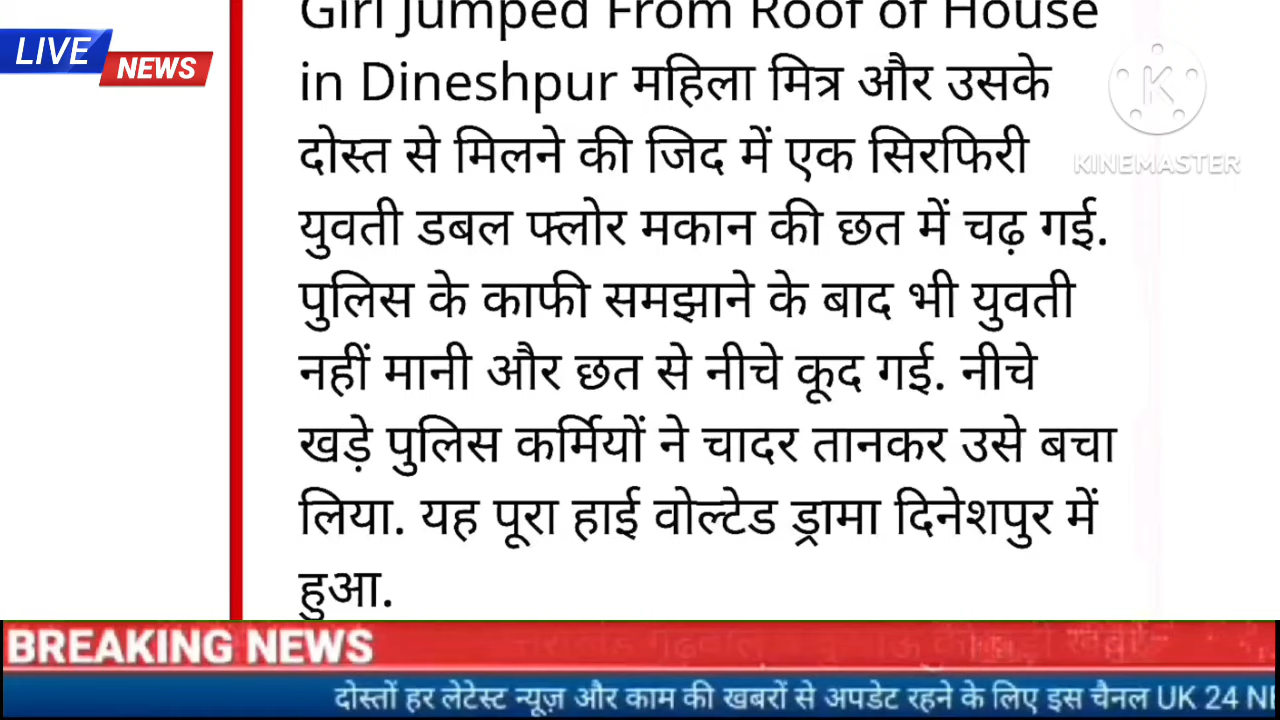 Girl Jumped From Roof of House
LIVE
NEWS
in Dineshpur महिला मित्र और उसके
दोस्त से मिलने की जिद में एक सिरफिरी
युवती डबल फ्लोर मकान की छत में चढ़ गई.
पुलिस के काफी समझाने के बाद भी युवती
नहीं मानी और छत से नीचे कूद गई. नीचे
खड़े पुलिस कर्मियों ने चादर तानकर उसे बचा
लिया. यह पूरा हाई वोल्टेड ड्रामा दिनेशपुर में
हुआ.
K
KINEMASTER
BREAKING NEWS
दोस्तों हर लेटेस्ट न्यूज़ और काम की खबरों से अपडेट रहने के लिए इस चैनल UK 24